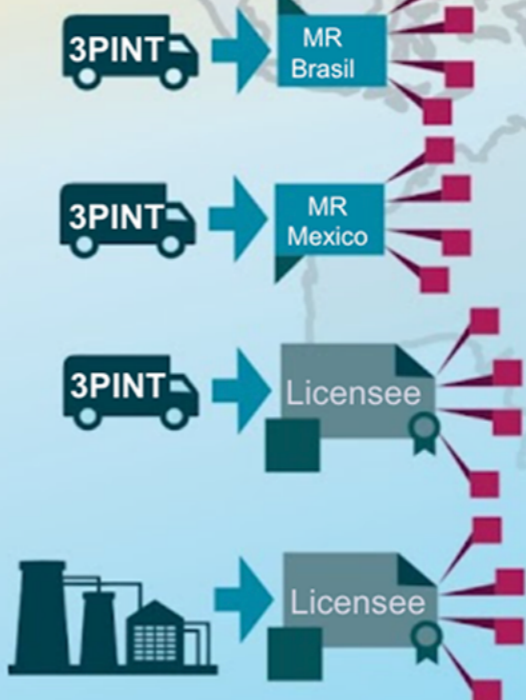 3PINT
MR
Brasil
3PINT
MR
Mexico
3PINT
Licensee
Licensee